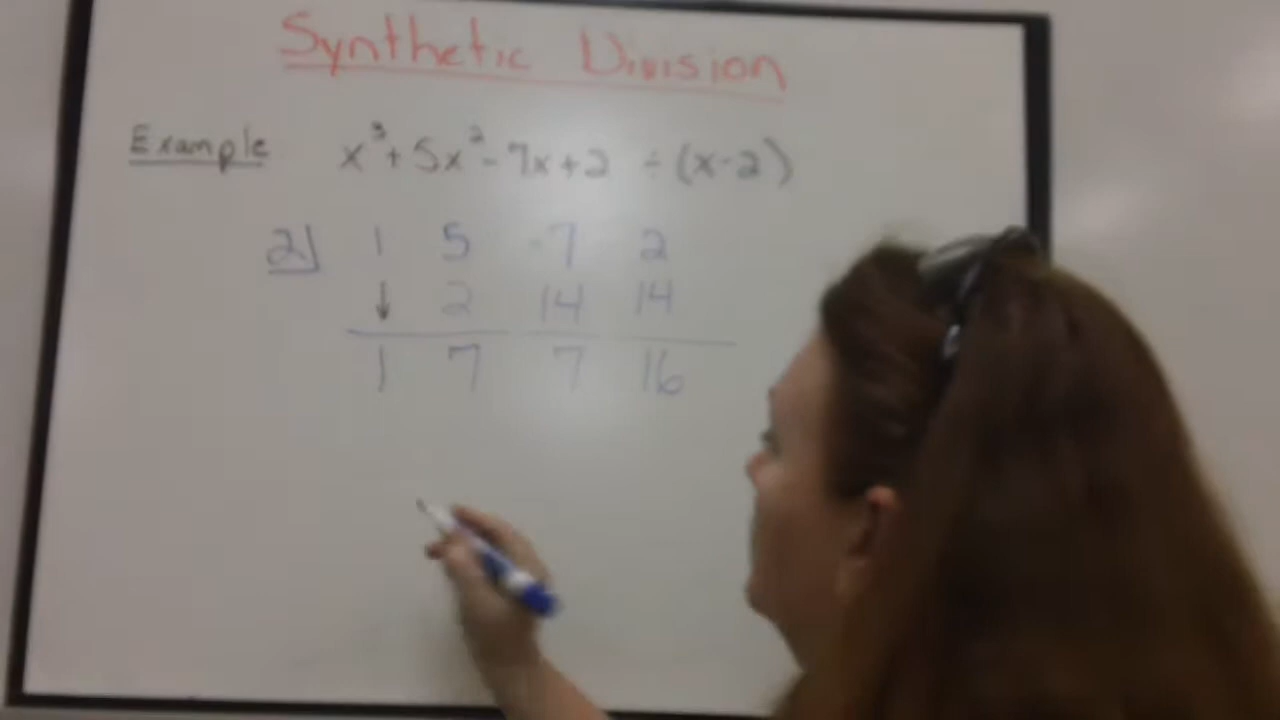 Synthetic Division
Example x³+5x²-7x+2 ÷(x-2)
2| 1 5 -7 2
↓ 2 14 14
1 7 7 16